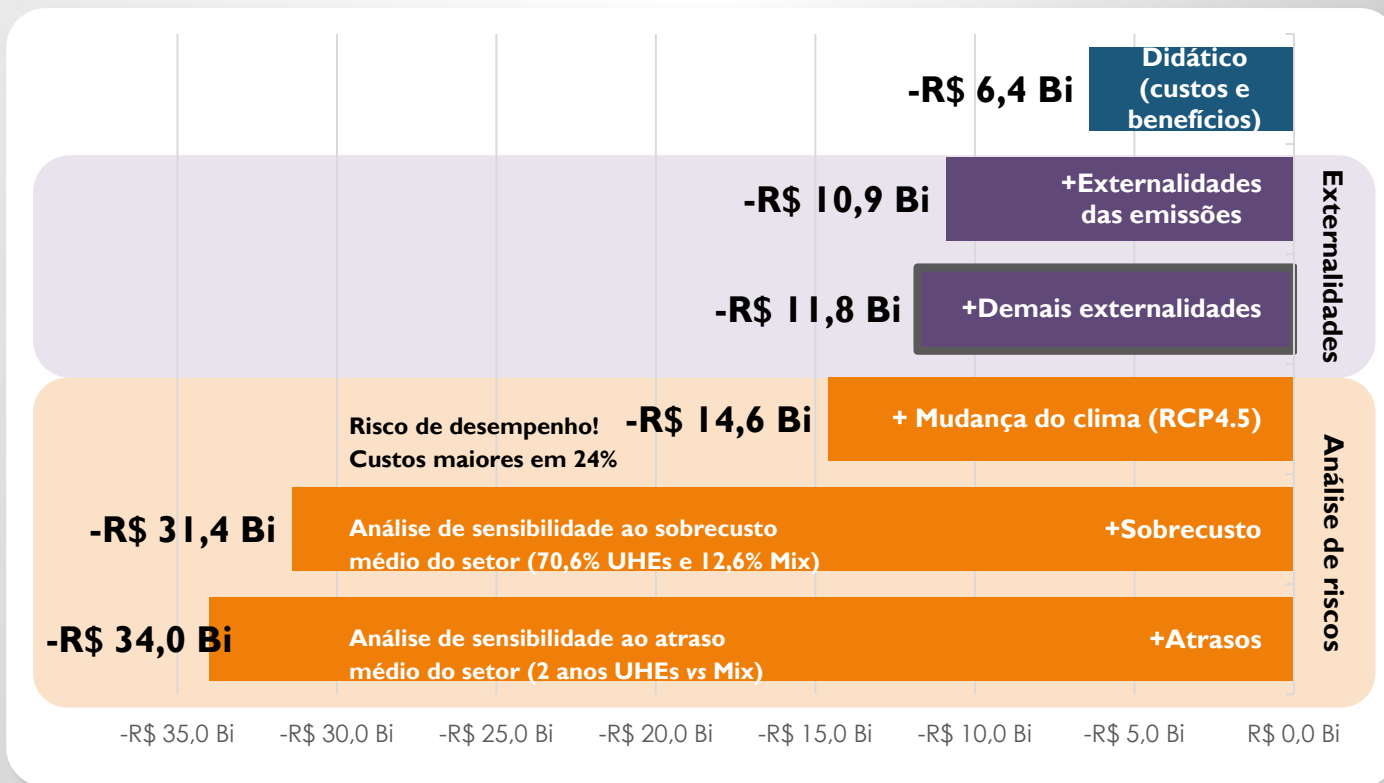 Didático
(custos e
benefícios)
-R$ 6,4 Bi
+Externalidades
das emissões
-R$ 10,9 Bi
+Demais externalidades
-R$ 11,8 Bi
Externalidades
+ Mudança do clima (RCP4.5)
-R$ 14,6 Bi
Risco de desempenho!
Custos maiores em 24%
-R$ 31,4 Bi
Análise de sensibilidade ao sobrecusto
médio do setor (70,6% UHEs e 12,6% Mix)
+Sobrecusto
-R$ 34,0 Bi
Análise de sensibilidade ao atraso
médio do setor (2 anos UHEs vs Mix)
+Atrasos
Análise de riscos
-R$ 35,0 Bi
-R$ 30,0 Bi
-R$ 25,0 Bi
-R$ 20,0 Bi
-R$ 15,0 Bi
-R$ 10,0 Bi
-R$ 5,0 Bi
R$ 0,0 Bi